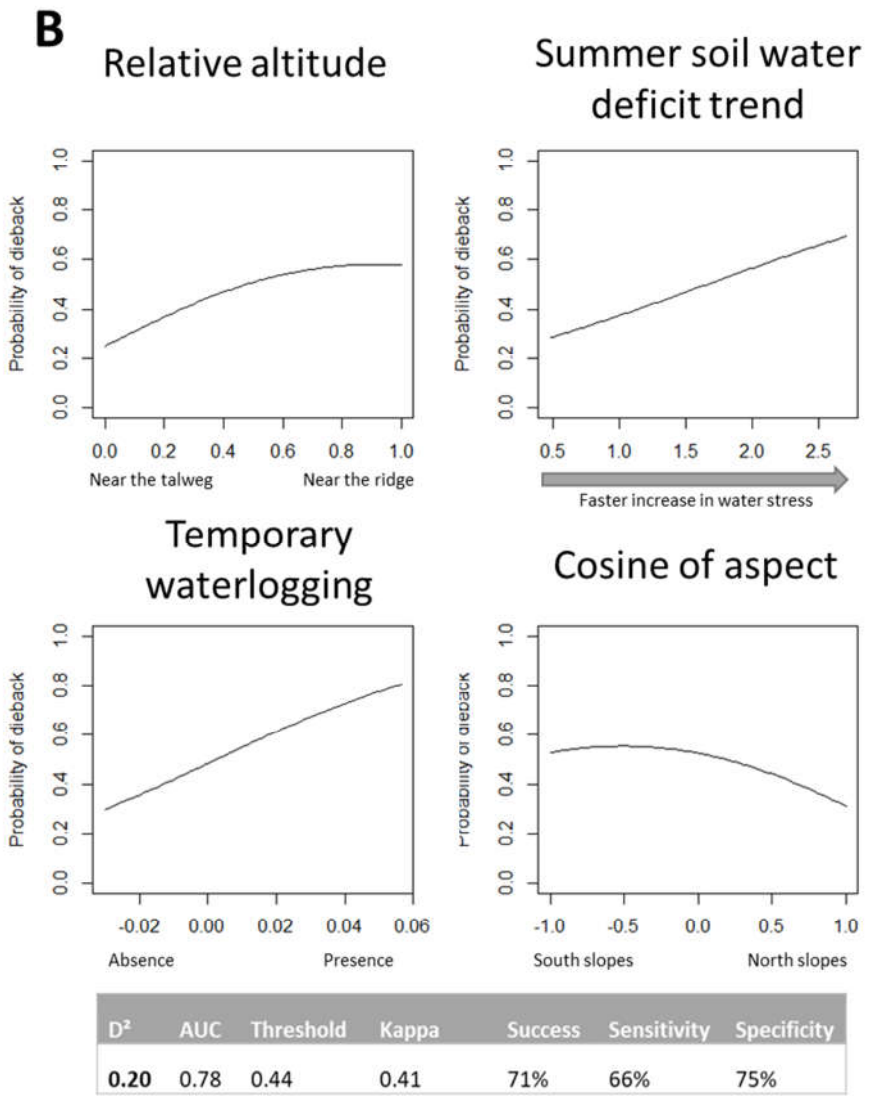 B
Relative altitude
Summer soil water
deficit trend
Probability of dieback
0.0 0.2 0.4 0.6 0.8 1.0
0.0 0.2 0.4 0.6 0.8 1.0
Near the talweg Near the ridge
Probability of dieback
0.0 0.2 0.4 0.6 0.8 1.0
0.5 1.0 1.5 2.0 2.5
Faster increase in water stress
Temporary
waterlogging
Cosine of aspect
Probability of dieback
0.0 0.2 0.4 0.6 0.8 1.0
-0.02 0.00 0.02 0.04 0.06
Absence Presence
Probability of dieback
0.0 0.2 0.4 0.6 0.8 1.0
-1.0 -0.5 0.0 0.5 1.0
South slopes North slopes
D² AUC Threshold Kappa Success Sensitivity Specificity
0.20 0.78 0.44 0.41 71% 66% 75%